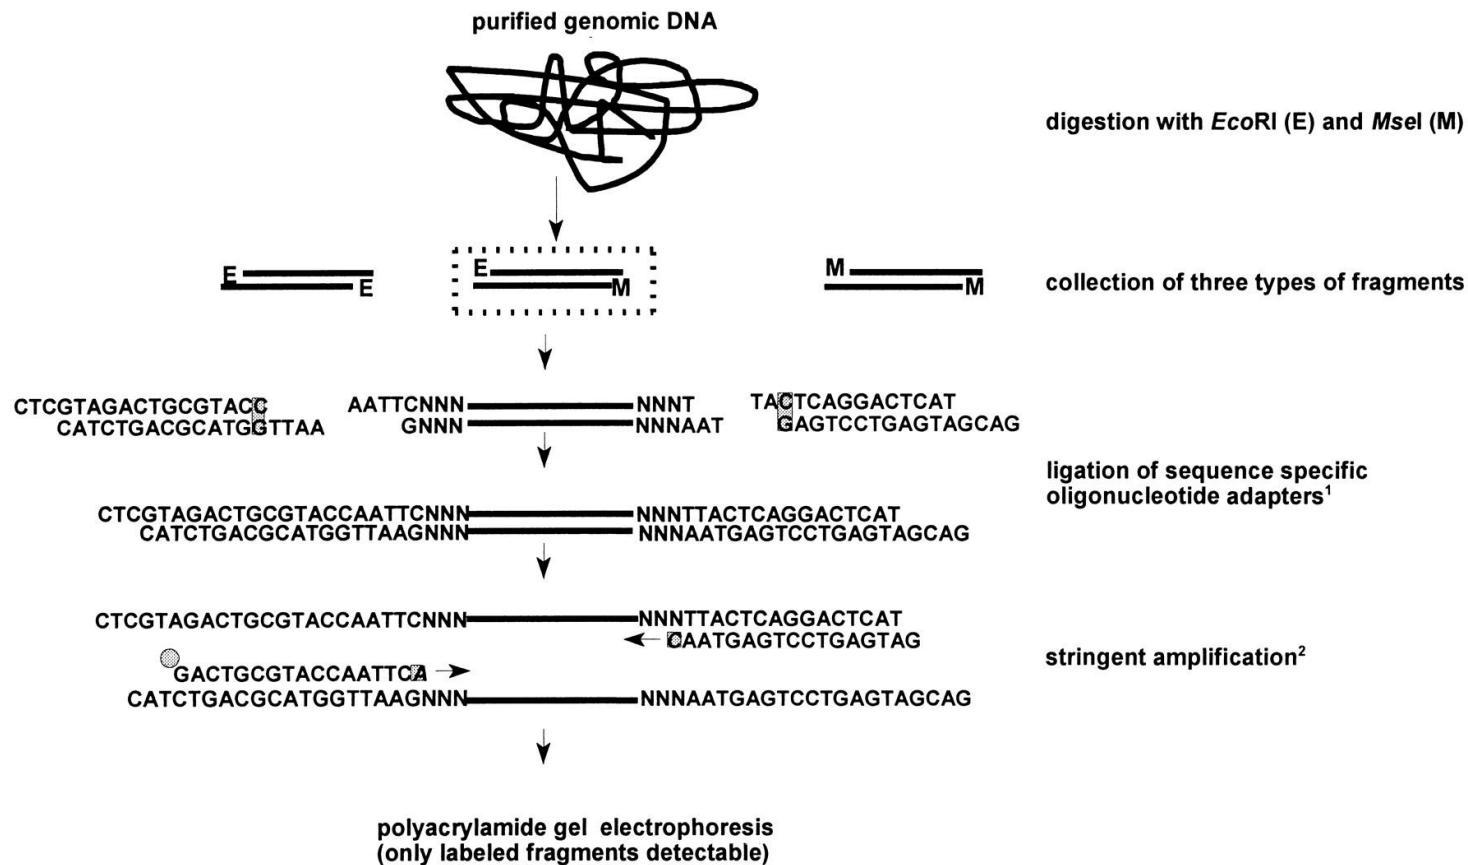 purified genomic DNA
digestion with EcoRI (E) and MseI (M)
E E
E M
M M
collection of three types of fragments
CTCGTAGACTGCGTACC
CATCTGACGCATGGTTAA
AATTCNNN NNNT
GNNN NNNAAT
TACTCAGGACTCAT
GAGTCCTGAGTAGCAG
ligation of sequence specific
oligonucleotide adapters¹
CTCGTAGACTGCGTACCAATTCNNN NNNTTACTCAGGACTCAT
CATCTGACGCATGGTTAAGNNN NNNAATGAGTCCTGAGTAGCAG
CTCGTAGACTGCGTACCAATTCNNN NNNTTACTCAGGACTCAT
CAATGAGTCCTGAGTAG
stringent amplification²
GACTGCGTACCAATTCA
CATCTGACGCATGGTTAAGNNN NNNAATGAGTCCTGAGTAGCAG
polyacrylamide gel electrophoresis
(only labeled fragments detectable)